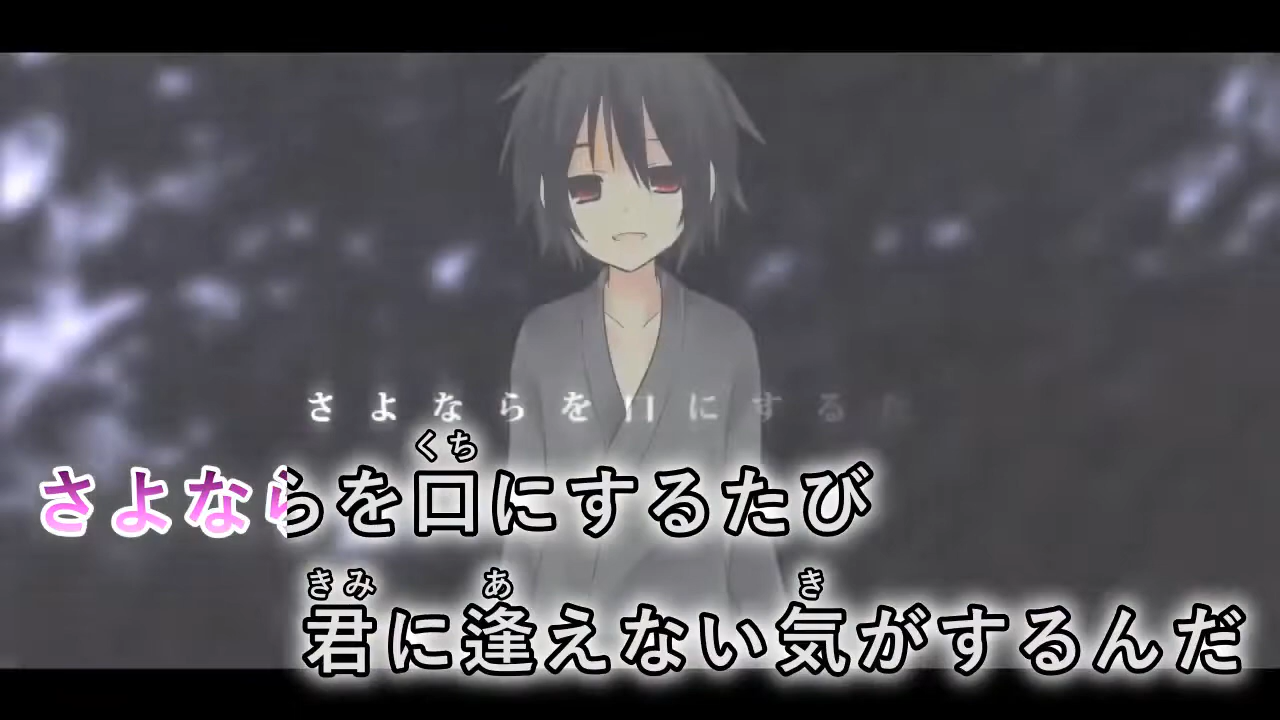 さよならを口にするた
くち
さよならを口にするたび
きみ あ き
君に逢えない気がするんだ